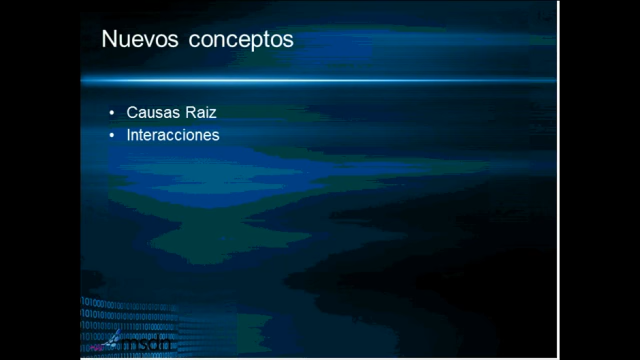 Nuevos conceptos
• Causas Raiz
• Interacciones